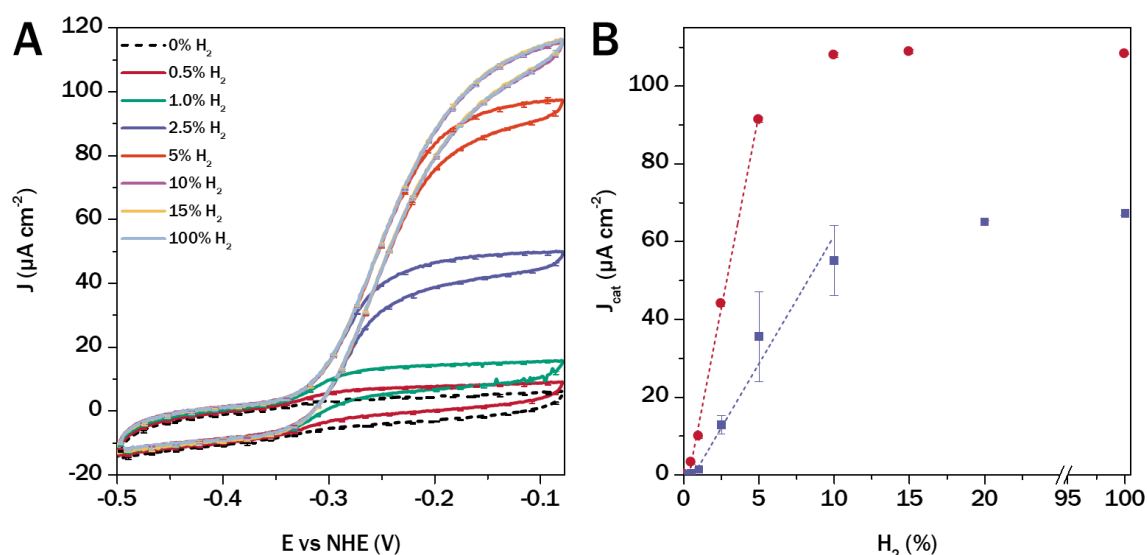 A
J (µA cm⁻²)
120
100
80
60
40
20
0
-20
0% H₂
0.5% H₂
1.0% H₂
2.5% H₂
5% H₂
10% H₂
15% H₂
100% H₂
-0.5
-0.4
-0.3
-0.2
-0.1
E vs NHE (V)
B
J_cat (µA cm⁻²)
100
80
60
40
20
0
0
5
10
15
20
95
100
H₂ (%)